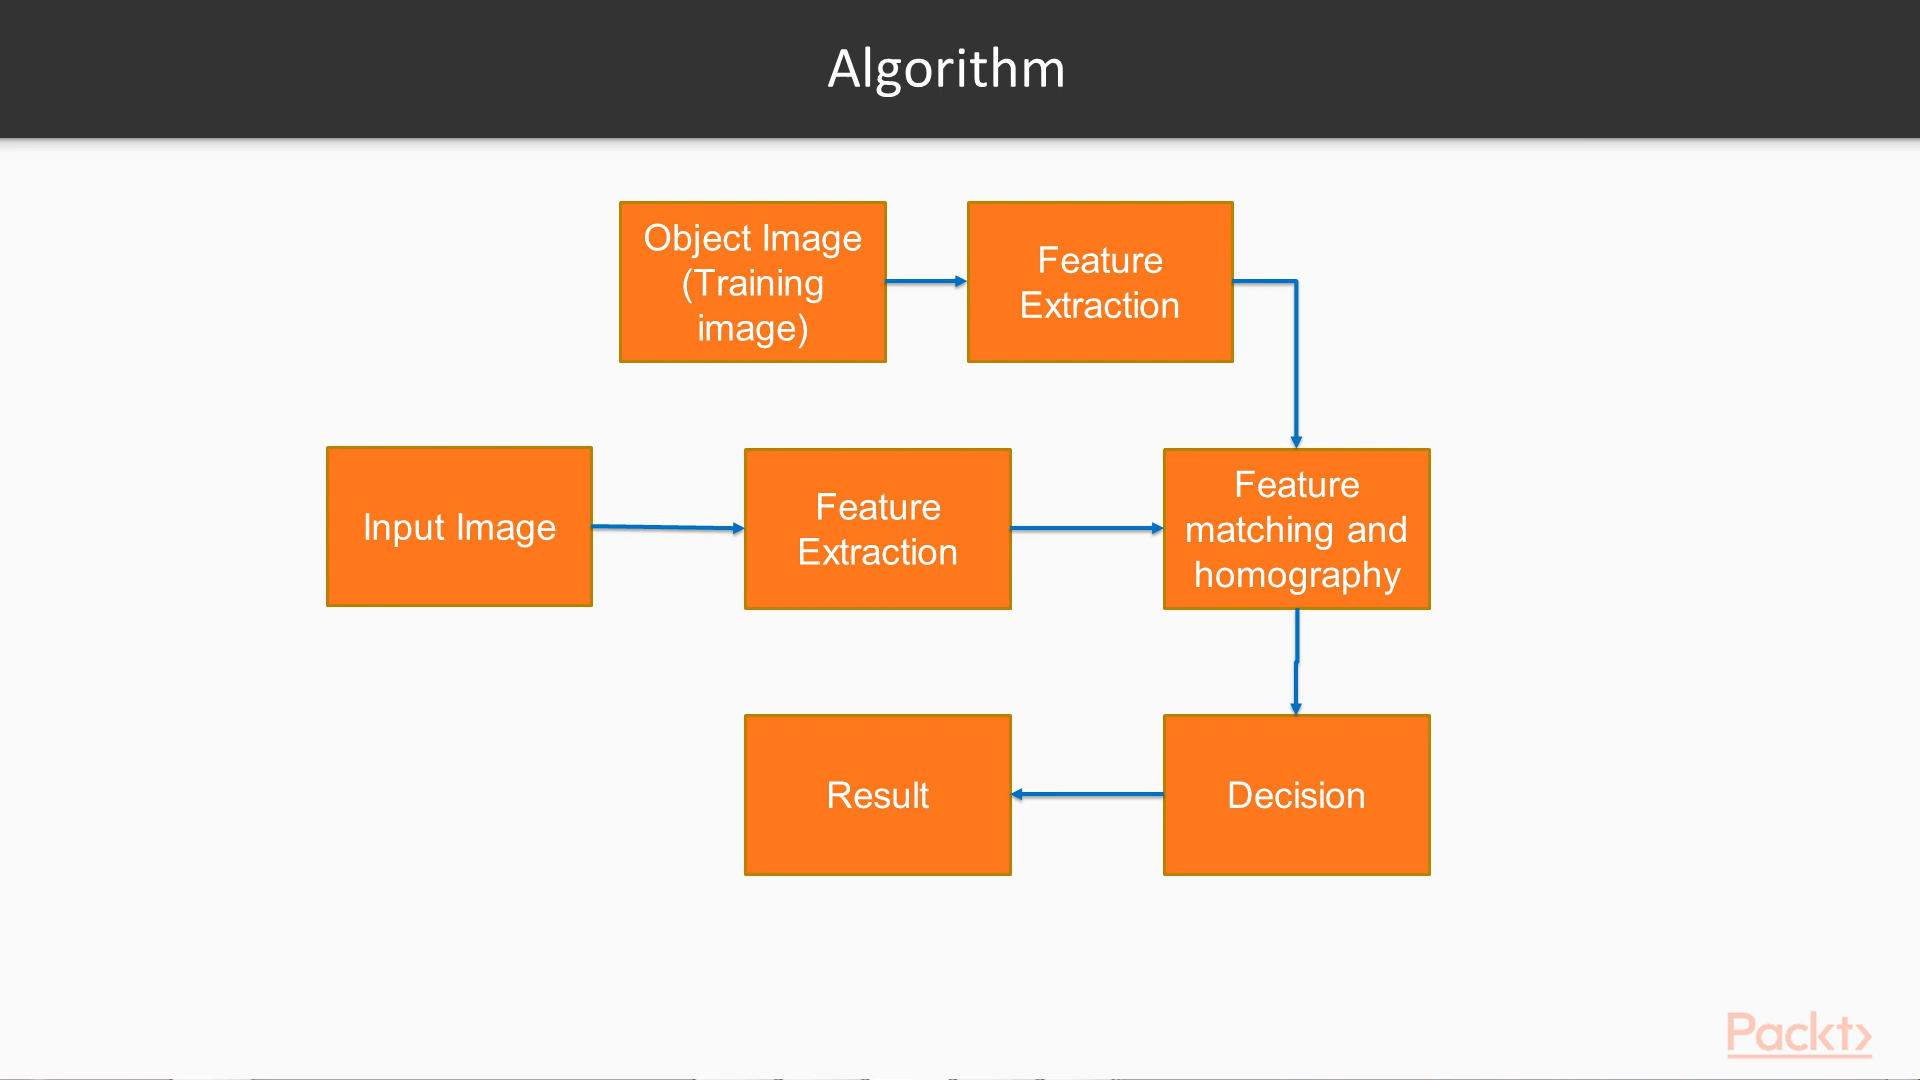 Algorithm
Object Image
(Training
image)
Feature
Extraction
Input Image
Feature
Extraction
Feature
matching and
homography
Result
Decision
Packt>